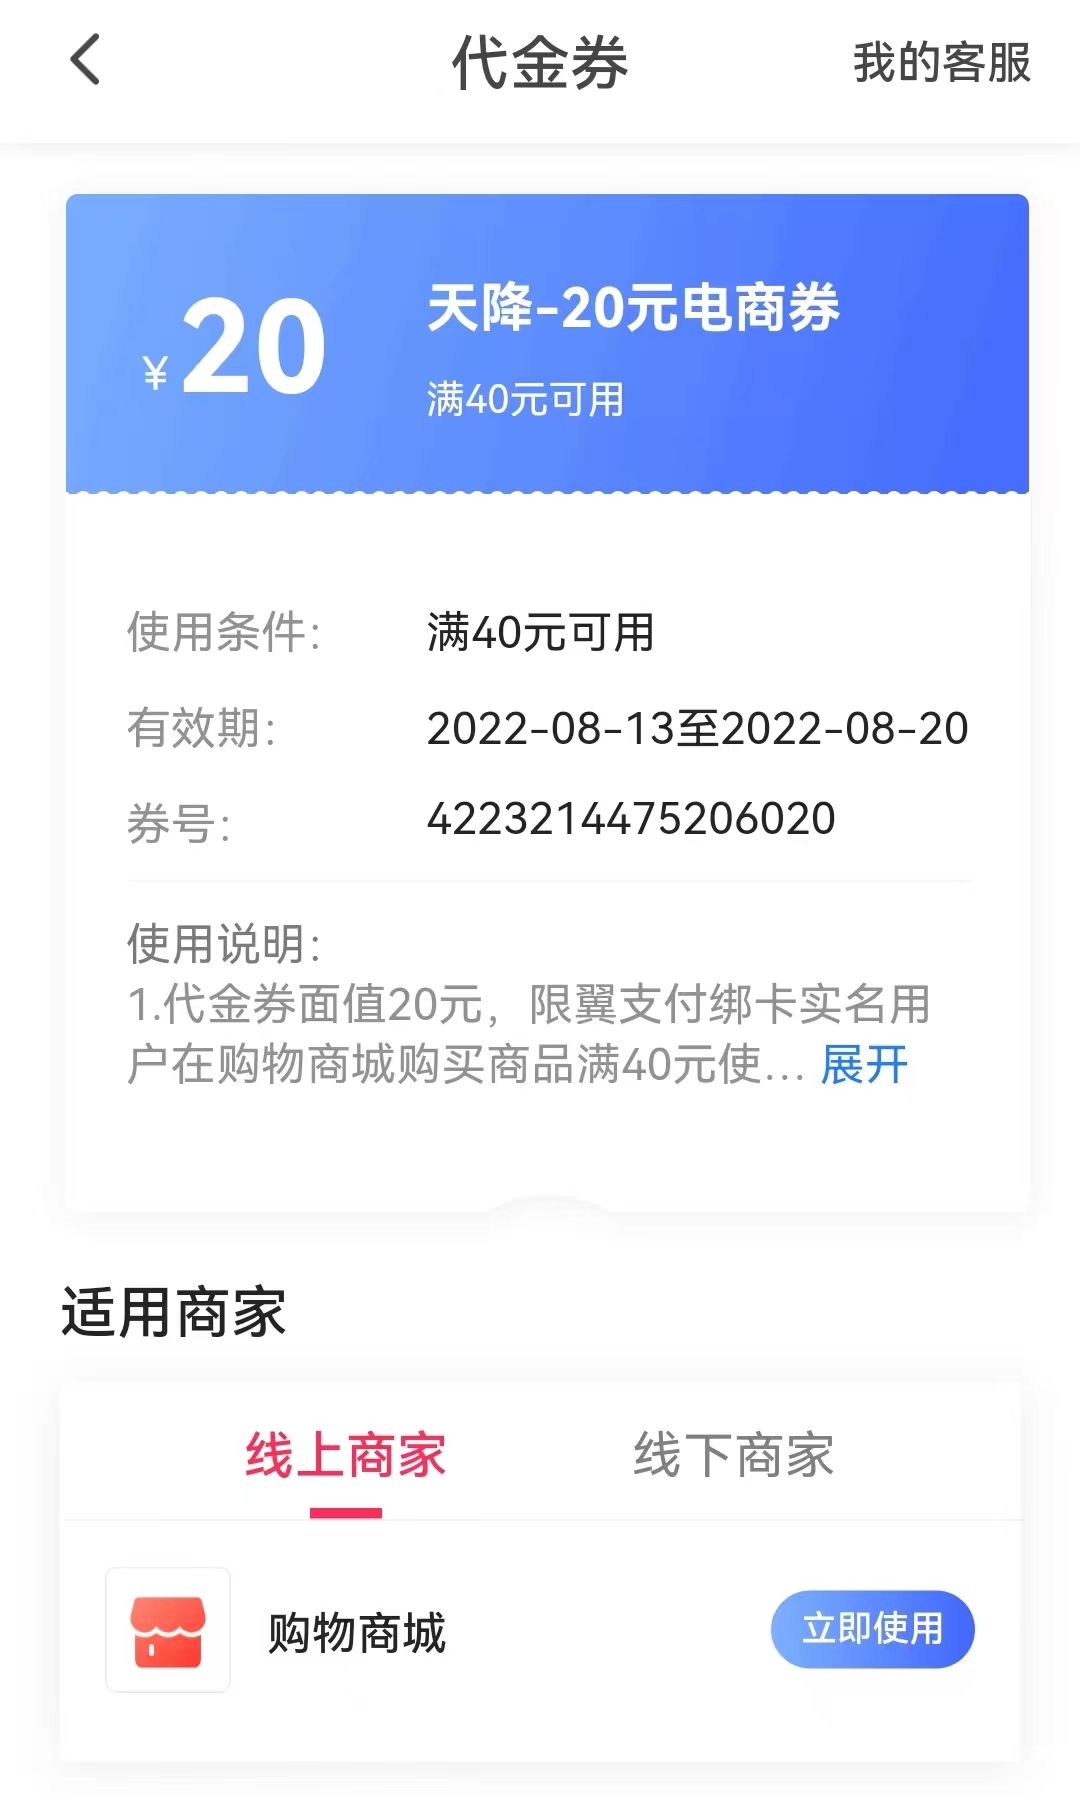 代金券
我的客服
¥20
天降-20元电商券
满40元可用
使用条件: 满40元可用
有效期: 2022-08-13至2022-08-20
券号: 4223214475206020
使用说明:
1.代金券面值20元，限翼支付绑卡实名用
户在购物商城购买商品满40元使... 展开
适用商家
线上商家 线下商家
购物商城 立即使用